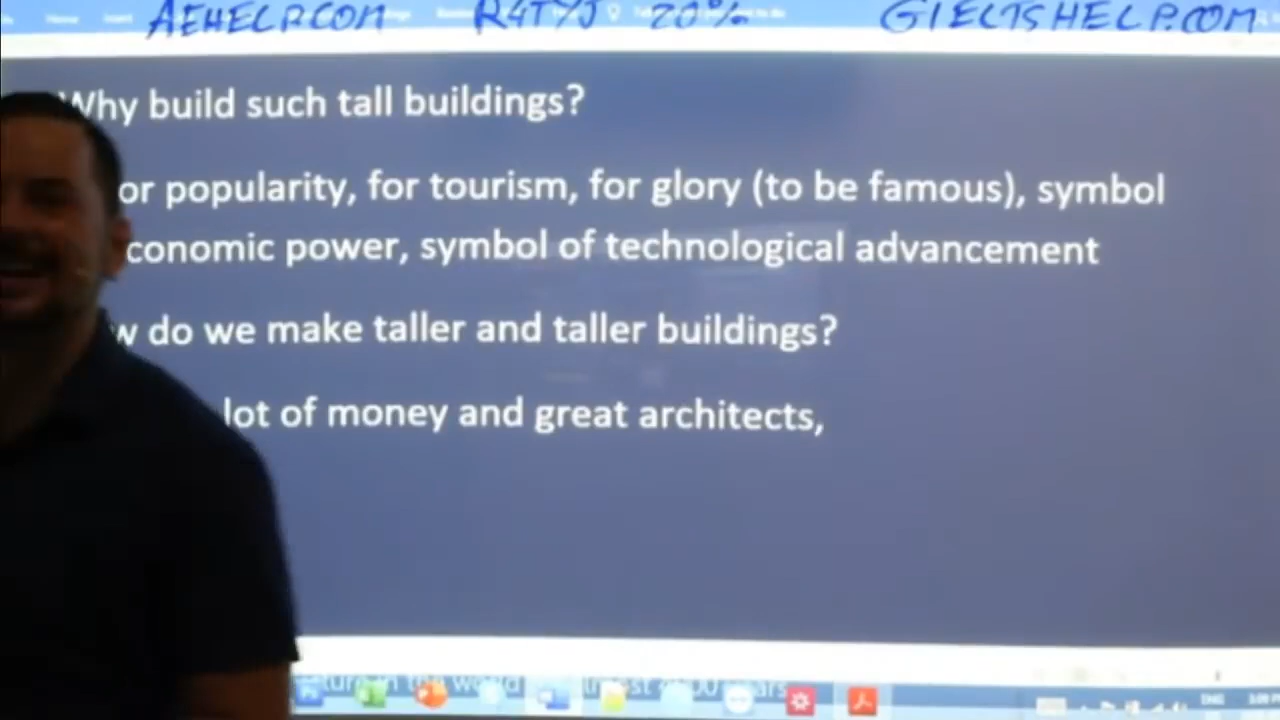 AEHELP.COM R4TYJ 20% GIELTSHELP.COM
Why build such tall buildings?
or popularity, for tourism, for glory (to be famous), symbol
conomic power, symbol of technological advancement
w do we make taller and taller buildings?
lot of money and great architects,